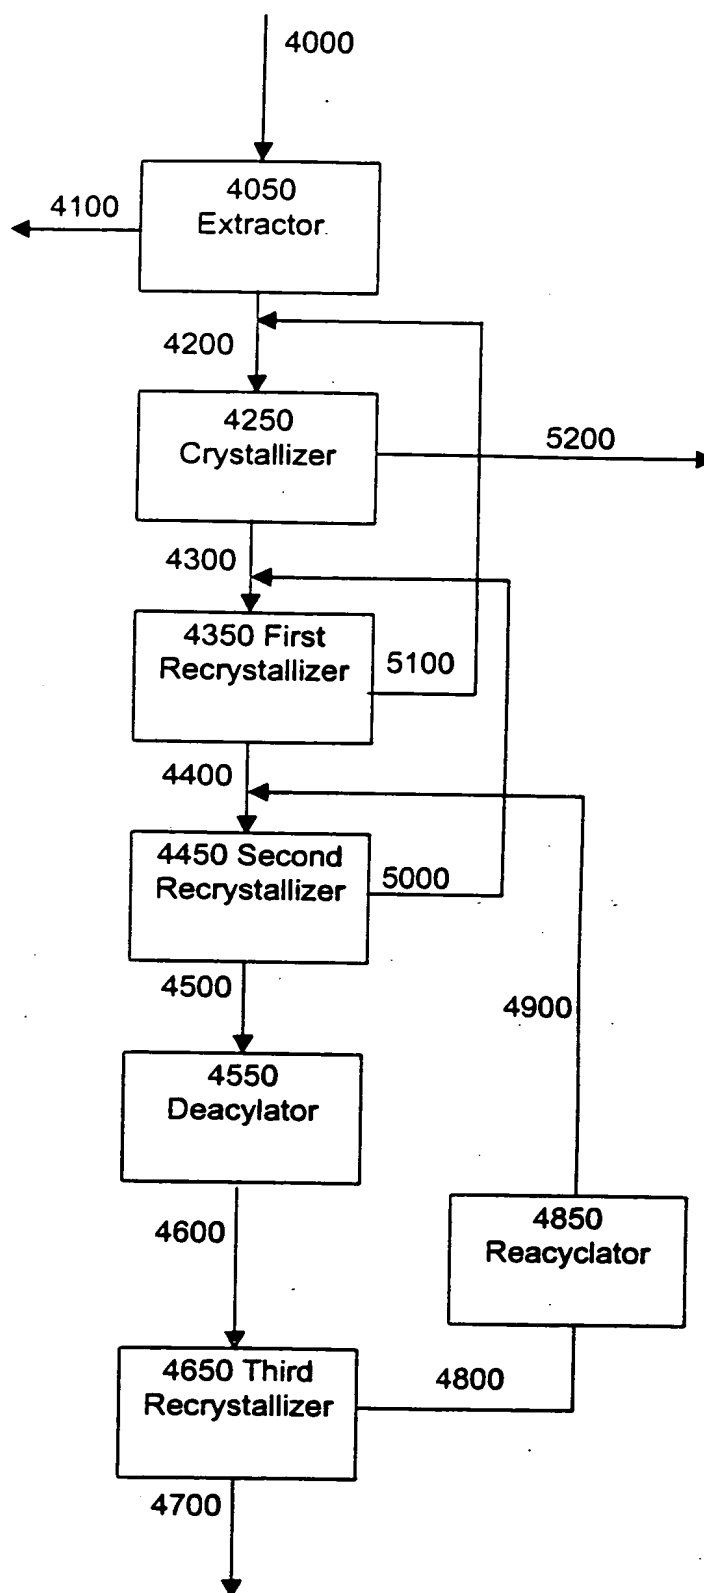 4000
4050
Extractor
4100
4200
4250
Crystallizer
5200
4300
4350 First
Recrystallizer
5100
4400
4450 Second
Recrystallizer
5000
4500
4900
4550
Deacylator
4600
4850
Reacyclator
4650 Third
Recrystallizer
4800
4700